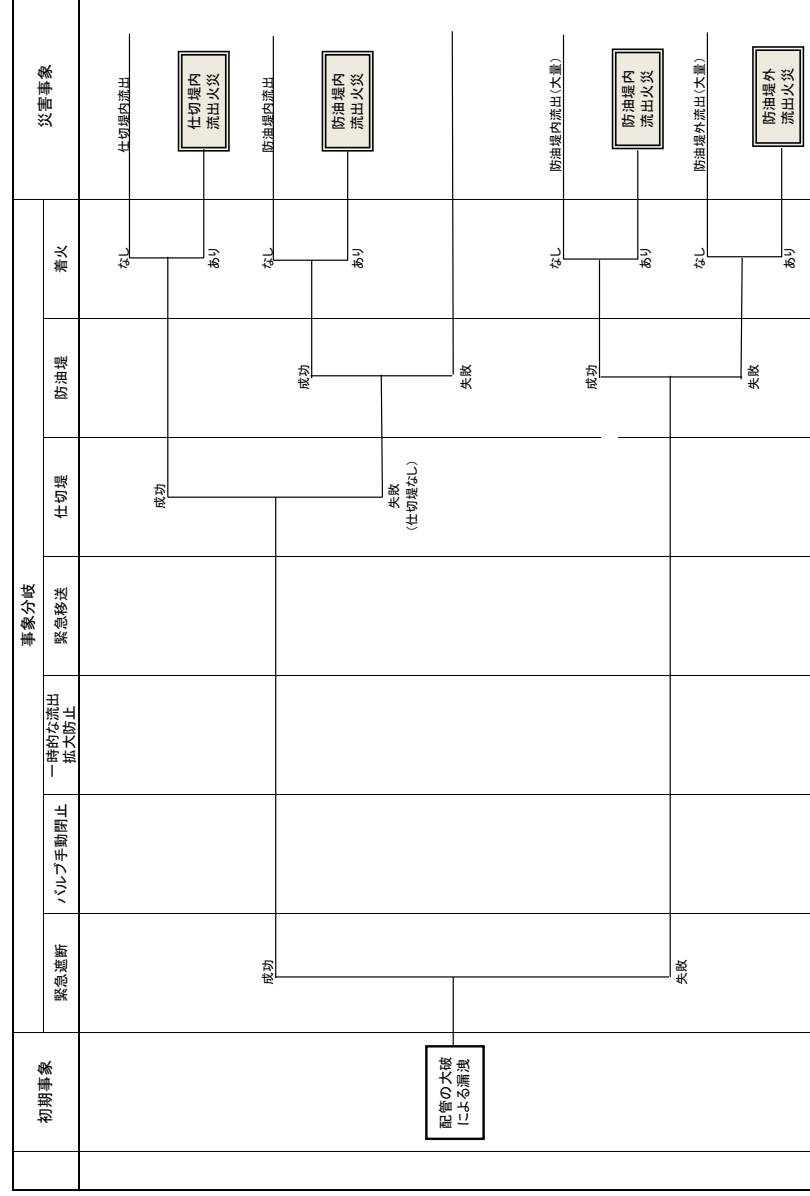 初期事象
事象分岐
災害事象
緊急遮断
バルブ手動閉止
一時的な流出
拡大防止
緊急移送
仕切堤
防油堤
着火
配管の大破
による漏洩
成功
失敗
成功
失敗
(仕切堤なし)
成功
失敗
成功
失敗
なし
あり
なし
あり
なし
あり
なし
あり
仕切堤内流出
仕切堤内
流出火災
防油堤内流出
防油堤内
流出火災
防油堤内流出(大量)
防油堤内
流出火災
防油堤外流出(大量)
防油堤外
流出火災